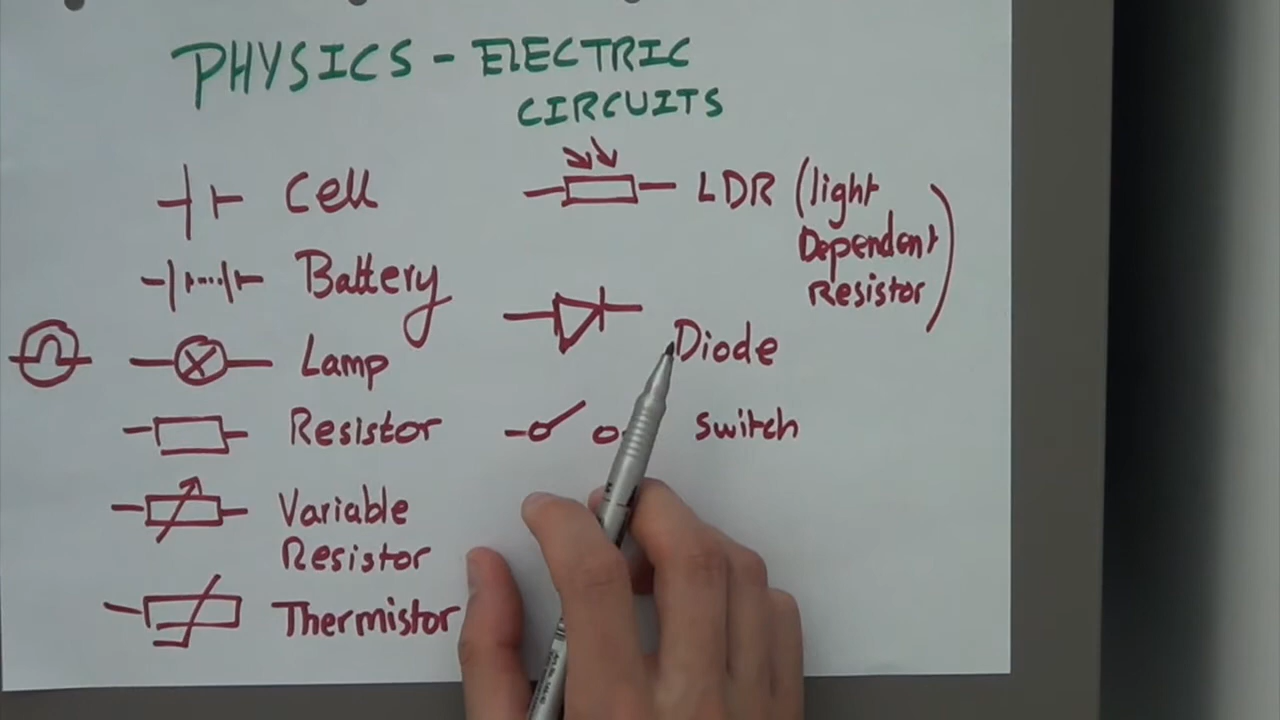 PHYSICS - ELECTRIC
CIRCUITS
Cell
Battery
Lamp
Resistor
Variable
Resistor
Thermistor
LDR (light
Dependent
Resistor)
Diode
switch